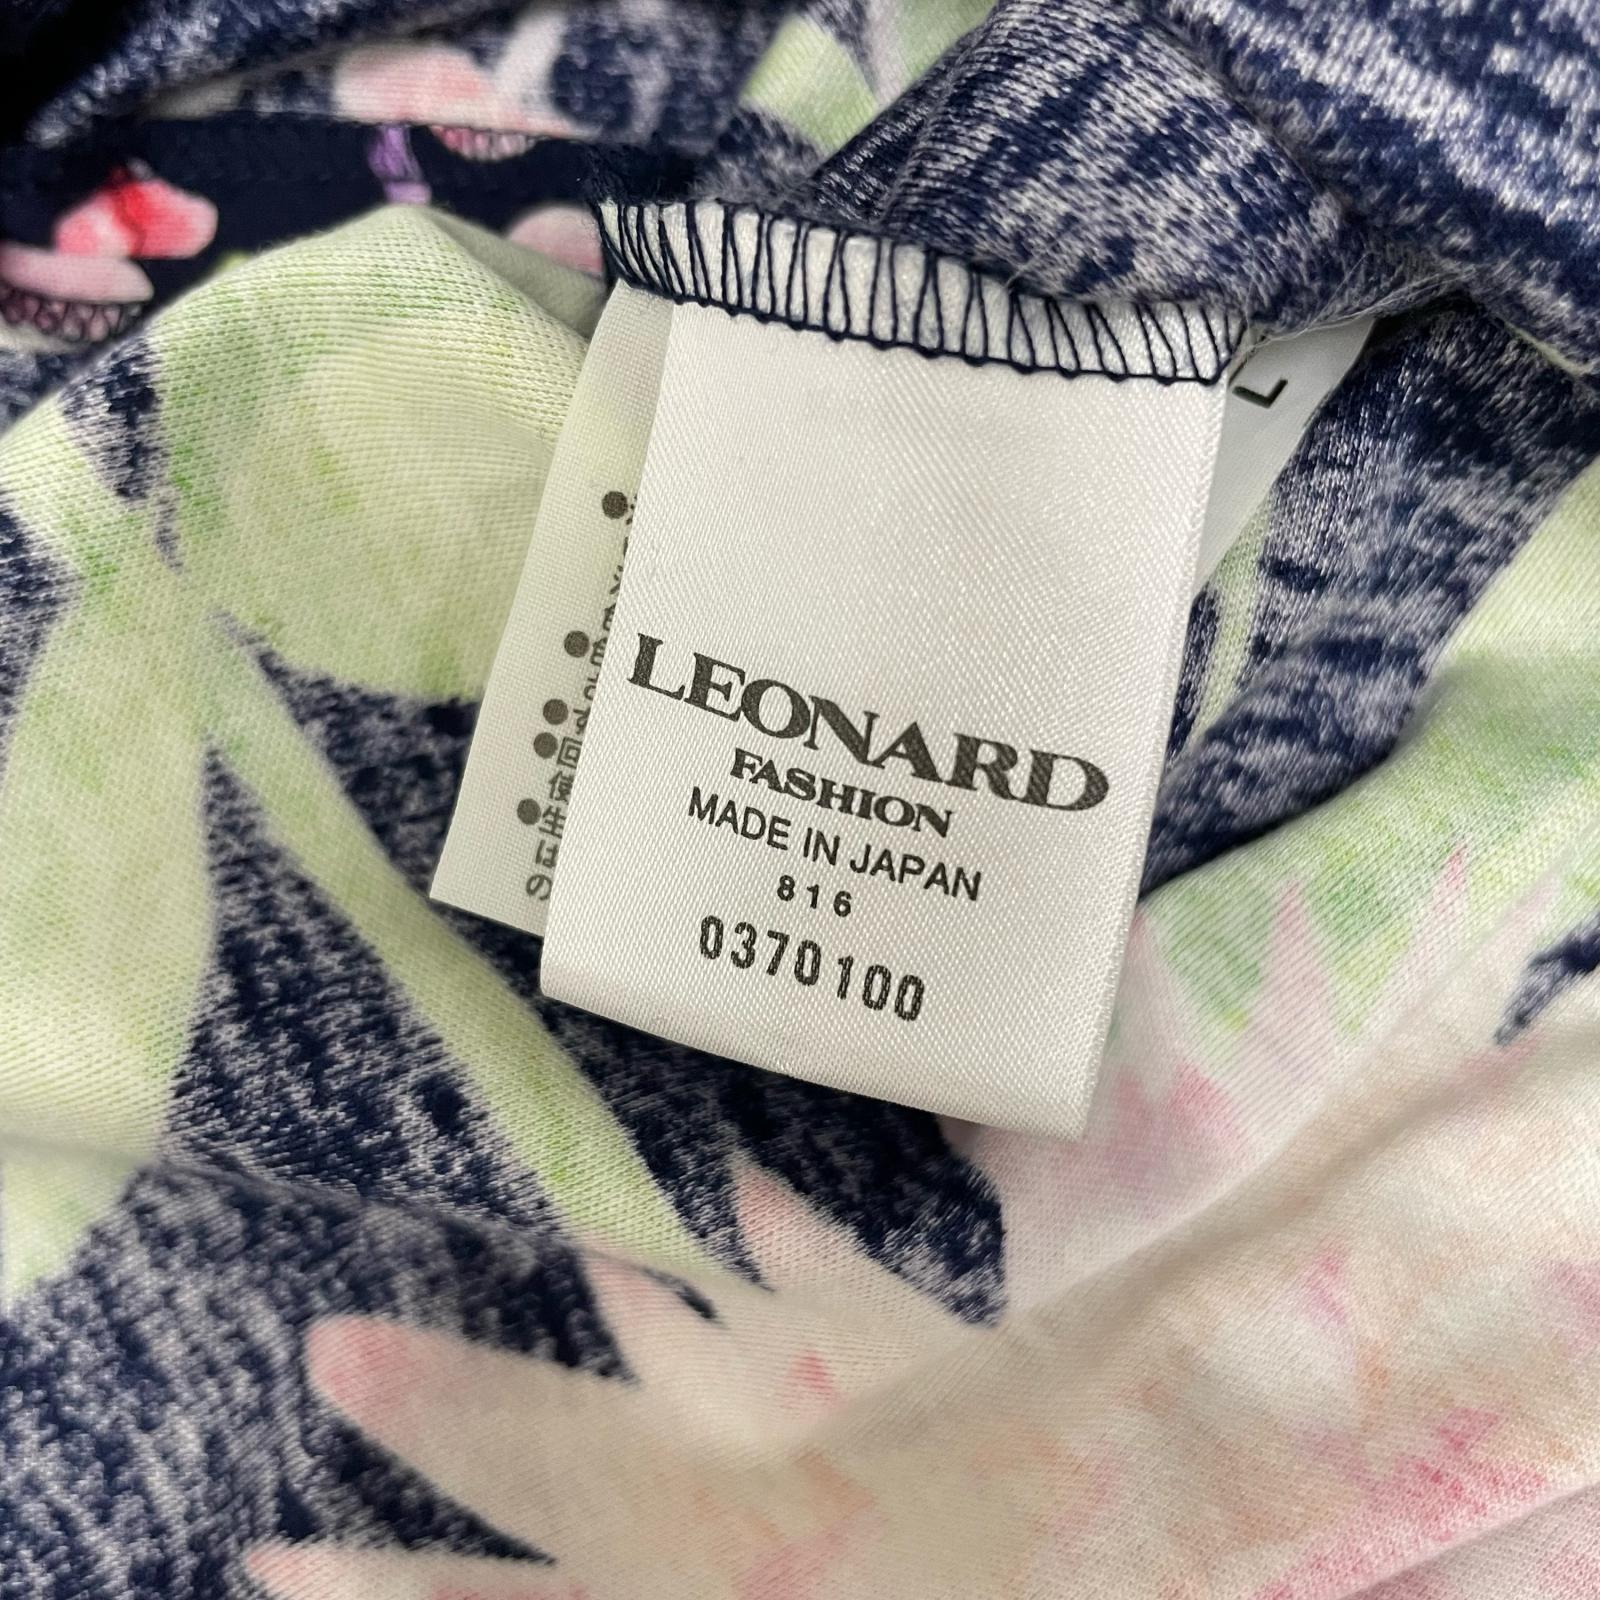 LEONARD
FASHION
MADE IN JAPAN
816
0370100
L